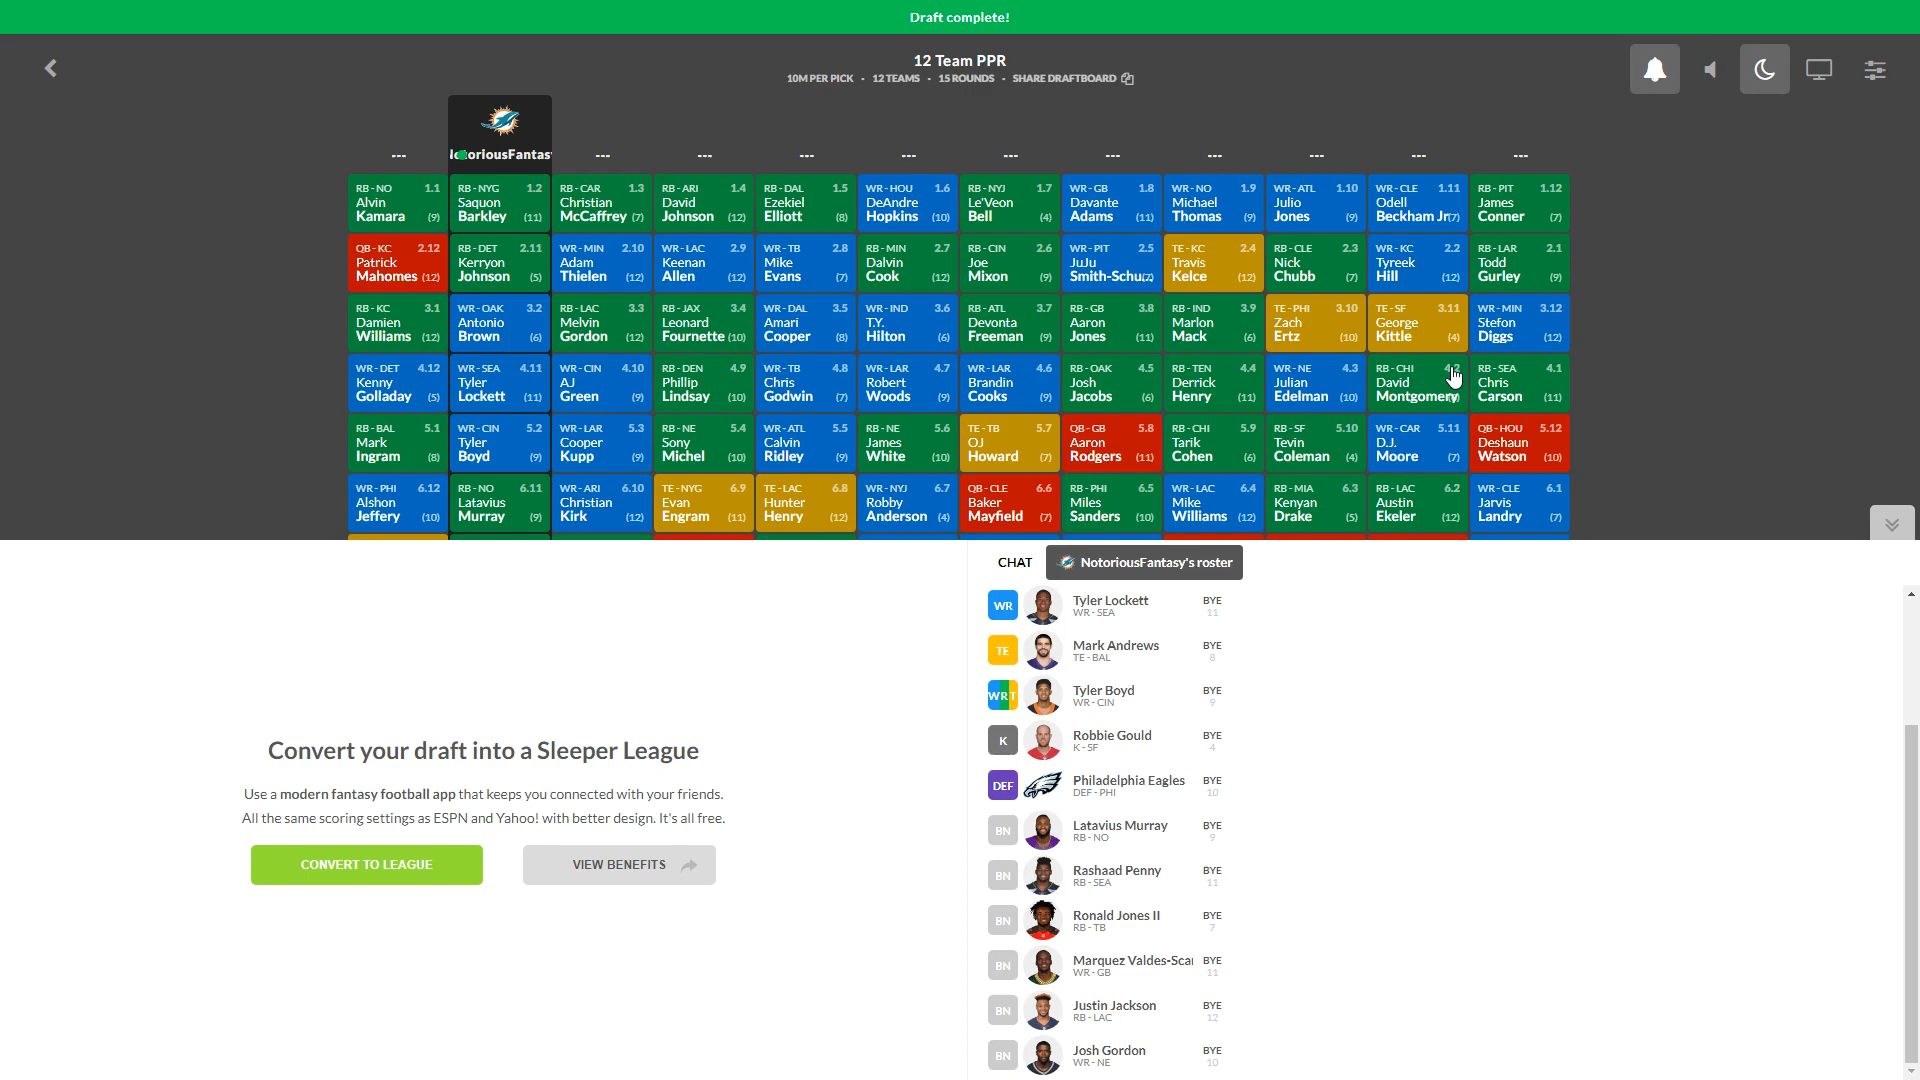 Draft complete!
12 Team PPR
10M PER PICK - 12 TEAMS - 15 ROUNDS - SHARE DRAFTBOARD
---
oriousFantas
---
---
---
---
---
---
---
---
---
---
RB - NO 1.1
Alvin
Kamara (9)
RB - NYG 1.2
Saquon
Barkley (11)
RB - CAR 1.3
Christian
McCaffrey (7)
RB - ARI 1.4
David
Johnson (12)
RB - DAL 1.5
Ezekiel
Elliott (8)
WR - HOU 1.6
DeAndre
Hopkins (10)
RB - NYJ 1.7
Le'Veon
Bell (4)
WR - GB 1.8
Davante
Adams (11)
WR - NO 1.9
Michael
Thomas (9)
WR - ATL 1.10
Julio
Jones (9)
WR - CLE 1.11
Odell
Beckham Jr(7)
RB - PIT 1.12
James
Conner (7)
QB - KC 2.12
Patrick
Mahomes (12)
RB - DET 2.11
Kerryon
Johnson (5)
WR - MIN 2.10
Adam
Thielen (12)
WR - LAC 2.9
Keenan
Allen (12)
WR - TB 2.8
Mike
Evans (7)
RB - MIN 2.7
Dalvin
Cook (12)
RB - CIN 2.6
Joe
Mixon (9)
WR - PIT 2.5
JuJu
Smith-Schu...(7)
TE - KC 2.4
Travis
Kelce (12)
RB - CLE 2.3
Nick
Chubb (7)
WR - KC 2.2
Tyreek
Hill (12)
RB - LAR 2.1
Todd
Gurley (9)
RB - KC 3.1
Damien
Williams (12)
WR - OAK 3.2
Antonio
Brown (6)
RB - LAC 3.3
Melvin
Gordon (12)
RB - JAX 3.4
Leonard
Fournette (10)
WR - DAL 3.5
Amari
Cooper (8)
WR - IND 3.6
T.Y.
Hilton (6)
RB - ATL 3.7
Devonta
Freeman (9)
RB - GB 3.8
Aaron
Jones (11)
RB - IND 3.9
Marlon
Mack (6)
TE - PHI 3.10
Zach
Ertz (10)
TE - SF 3.11
George
Kittle (4)
WR - MIN 3.12
Stefon
Diggs (12)
WR - DET 4.12
Kenny
Golladay (5)
WR - SEA 4.11
Tyler
Lockett (11)
WR - CIN 4.10
AJ
Green (9)
RB - DEN 4.9
Phillip
Lindsay (10)
WR - TB 4.8
Chris
Godwin (7)
WR - LAR 4.7
Robert
Woods (9)
WR - LAR 4.6
Brandin
Cooks (9)
RB - OAK 4.5
Josh
Jacobs (6)
RB - TEN 4.4
Derrick
Henry (11)
WR - NE 4.3
Julian
Edelman (10)
RB - CHI
David
Montgomery
RB - SEA 4.1
Chris
Carson (11)
RB - BAL 5.1
Mark
Ingram (8)
WR - CIN 5.2
Tyler
Boyd (9)
WR - LAR 5.3
Cooper
Kupp (9)
RB - NE 5.4
Sony
Michel (10)
WR - ATL 5.5
Calvin
Ridley (9)
RB - NE 5.6
James
White (10)
TE - TB 5.7
OJ
Howard (7)
QB - GB 5.8
Aaron
Rodgers (11)
RB - CHI 5.9
Tarik
Cohen (6)
RB - SF 5.10
Tevin
Coleman (4)
WR - CAR 5.11
D.J.
Moore (7)
QB - HOU 5.12
Deshaun
Watson (10)
WR - PHI 6.12
Alshon
Jeffery (10)
RB - NO 6.11
Latavius
Murray (9)
WR - ARI 6.10
Christian
Kirk (12)
TE - NYG 6.9
Evan
Engram (11)
TE - LAC 6.8
Hunter
Henry (12)
WR - NYJ 6.7
Robby
Anderson (4)
QB - CLE 6.6
Baker
Mayfield (7)
RB - PHI 6.5
Miles
Sanders (10)
WR - LAC 6.4
Mike
Williams (12)
RB - MIA 6.3
Kenyan
Drake (5)
RB - LAC 6.2
Austin
Ekeler (12)
WR - CLE 6.1
Jarvis
Landry (7)
Convert your draft into a Sleeper League
Use a modern fantasy football app that keeps you connected with your friends.
All the same scoring settings as ESPN and Yahoo! with better design. It's all free.
CONVERT TO LEAGUE
VIEW BENEFITS
CHAT
NotoriousFantasy's roster
WR Tyler Lockett BYE
WR - SEA 11
TE Mark Andrews BYE
TE - BAL 8
WRT Tyler Boyd BYE
WR - CIN 9
K Robbie Gould BYE
K - SF 4
DEF Philadelphia Eagles BYE
DEF - PHI 10
BN Latavius Murray BYE
RB - NO 9
BN Rashaad Penny BYE
RB - SEA 11
BN Ronald Jones II BYE
RB - TB 7
BN Marquez Valdes-Scar BYE
WR - GB 11
BN Justin Jackson BYE
RB - LAC 12
BN Josh Gordon BYE
WR - NE 10